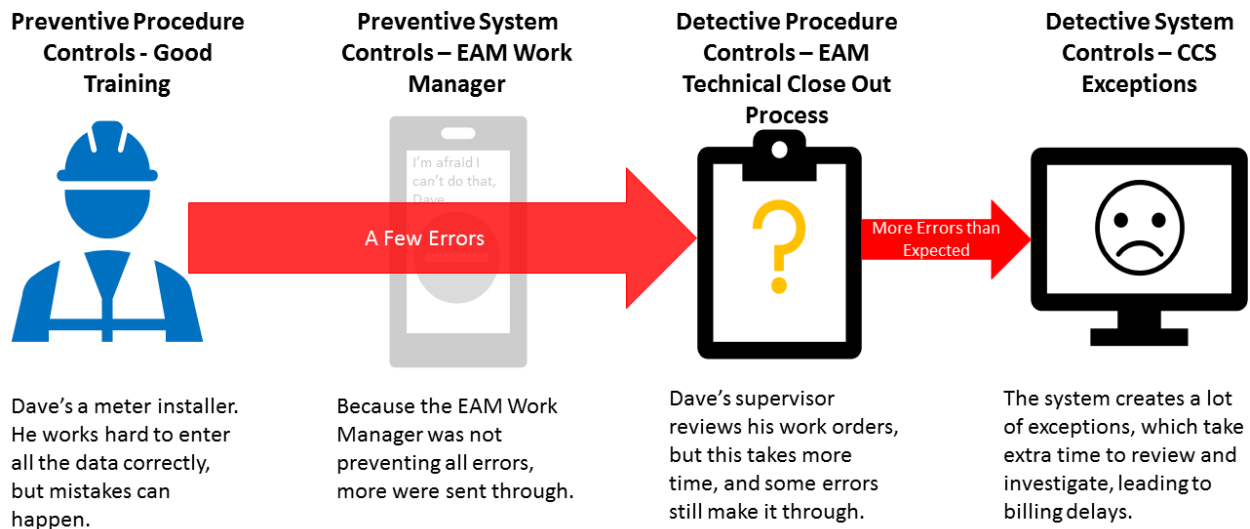 Preventive Procedure
Controls - Good
Training
Preventive System
Controls – EAM Work
Manager
Detective Procedure
Controls – EAM
Technical Close Out
Process
Detective System
Controls – CCS
Exceptions
I'm afraid I
can't do that,
Dave
A Few Errors
?
More Errors than
Expected
Dave's a meter installer.
He works hard to enter
all the data correctly,
but mistakes can
happen.
Because the EAM Work
Manager was not
preventing all errors,
more were sent through.
Dave's supervisor
reviews his work orders,
but this takes more
time, and some errors
still make it through.
The system creates a lot
of exceptions, which take
extra time to review and
investigate, leading to
billing delays.